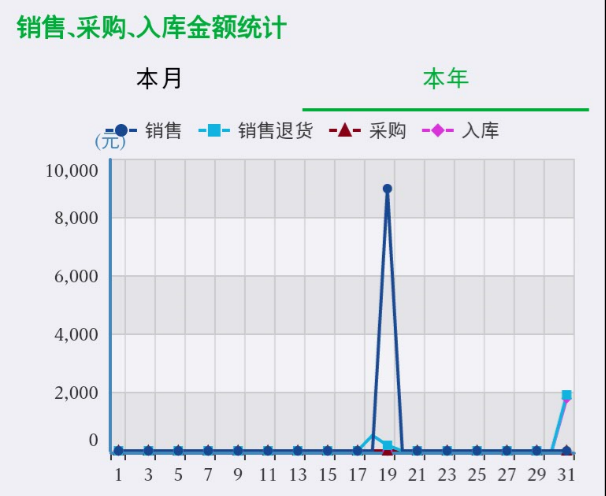 销售、采购、入库金额统计
本月 本年
销售 销售退货 采购 入库
(元)
10,000
8,000
6,000
4,000
2,000
0
1 3 5 7 9 11 13 15 17 19 21 23 25 27 29 31